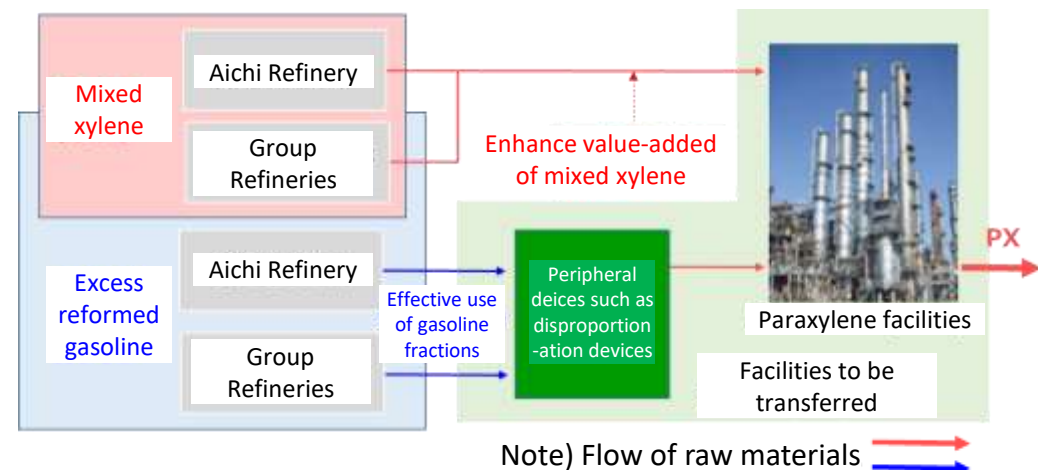 Mixed
xylene
Aichi Refinery
Group
Refineries
Enhance value-added
of mixed xylene
Excess
reformed
gasoline
Aichi Refinery
Group
Refineries
Effective use
of gasoline
fractions
Peripheral
deices such as
disproportion
-ation devices
PX
Paraxylene facilities
Facilities to be
transferred
Note) Flow of raw materials